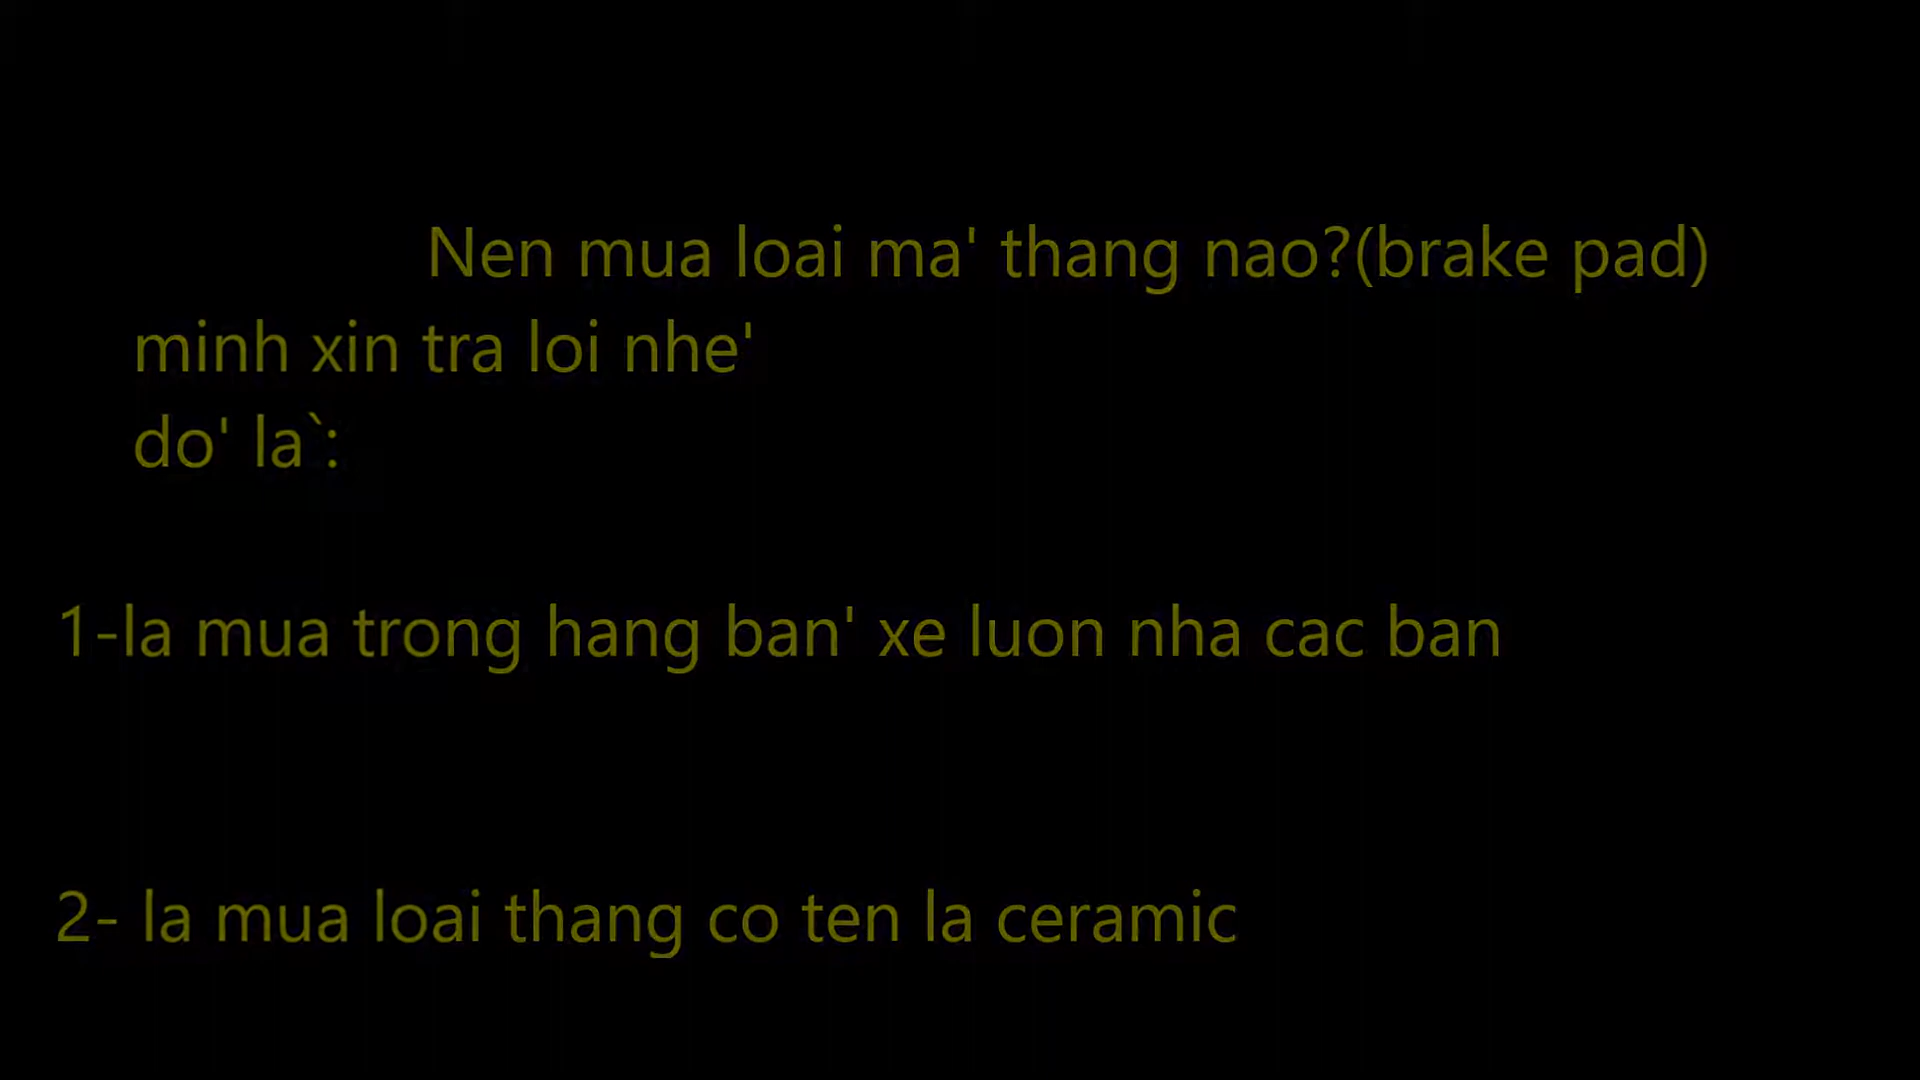 Nen mua loai ma' thang nao?(brake pad)
minh xin tra loi nhe'
do' la`:
1-la mua trong hang ban' xe luon nha cac ban
2- la mua loai thang co ten la ceramic